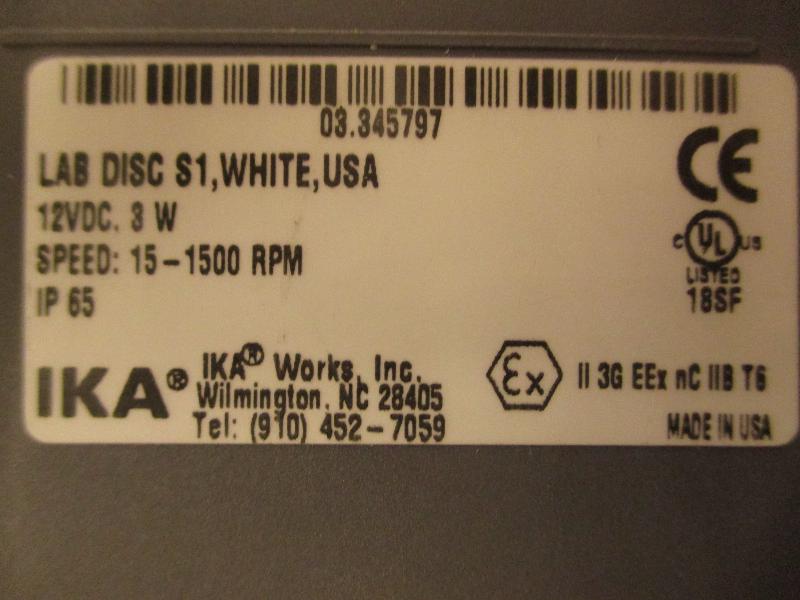 03.345797
LAB DISC S1,WHITE,USA
12VDC. 3 W
SPEED: 15-1500 RPM
IP 65
CE
C UL US
LISTED
18SF
IKA® IKA® Works, Inc.
Wilmington, NC 28405
Tel: (910) 452-7059
Ex II 3G EEx nC IIB T6
MADE IN USA